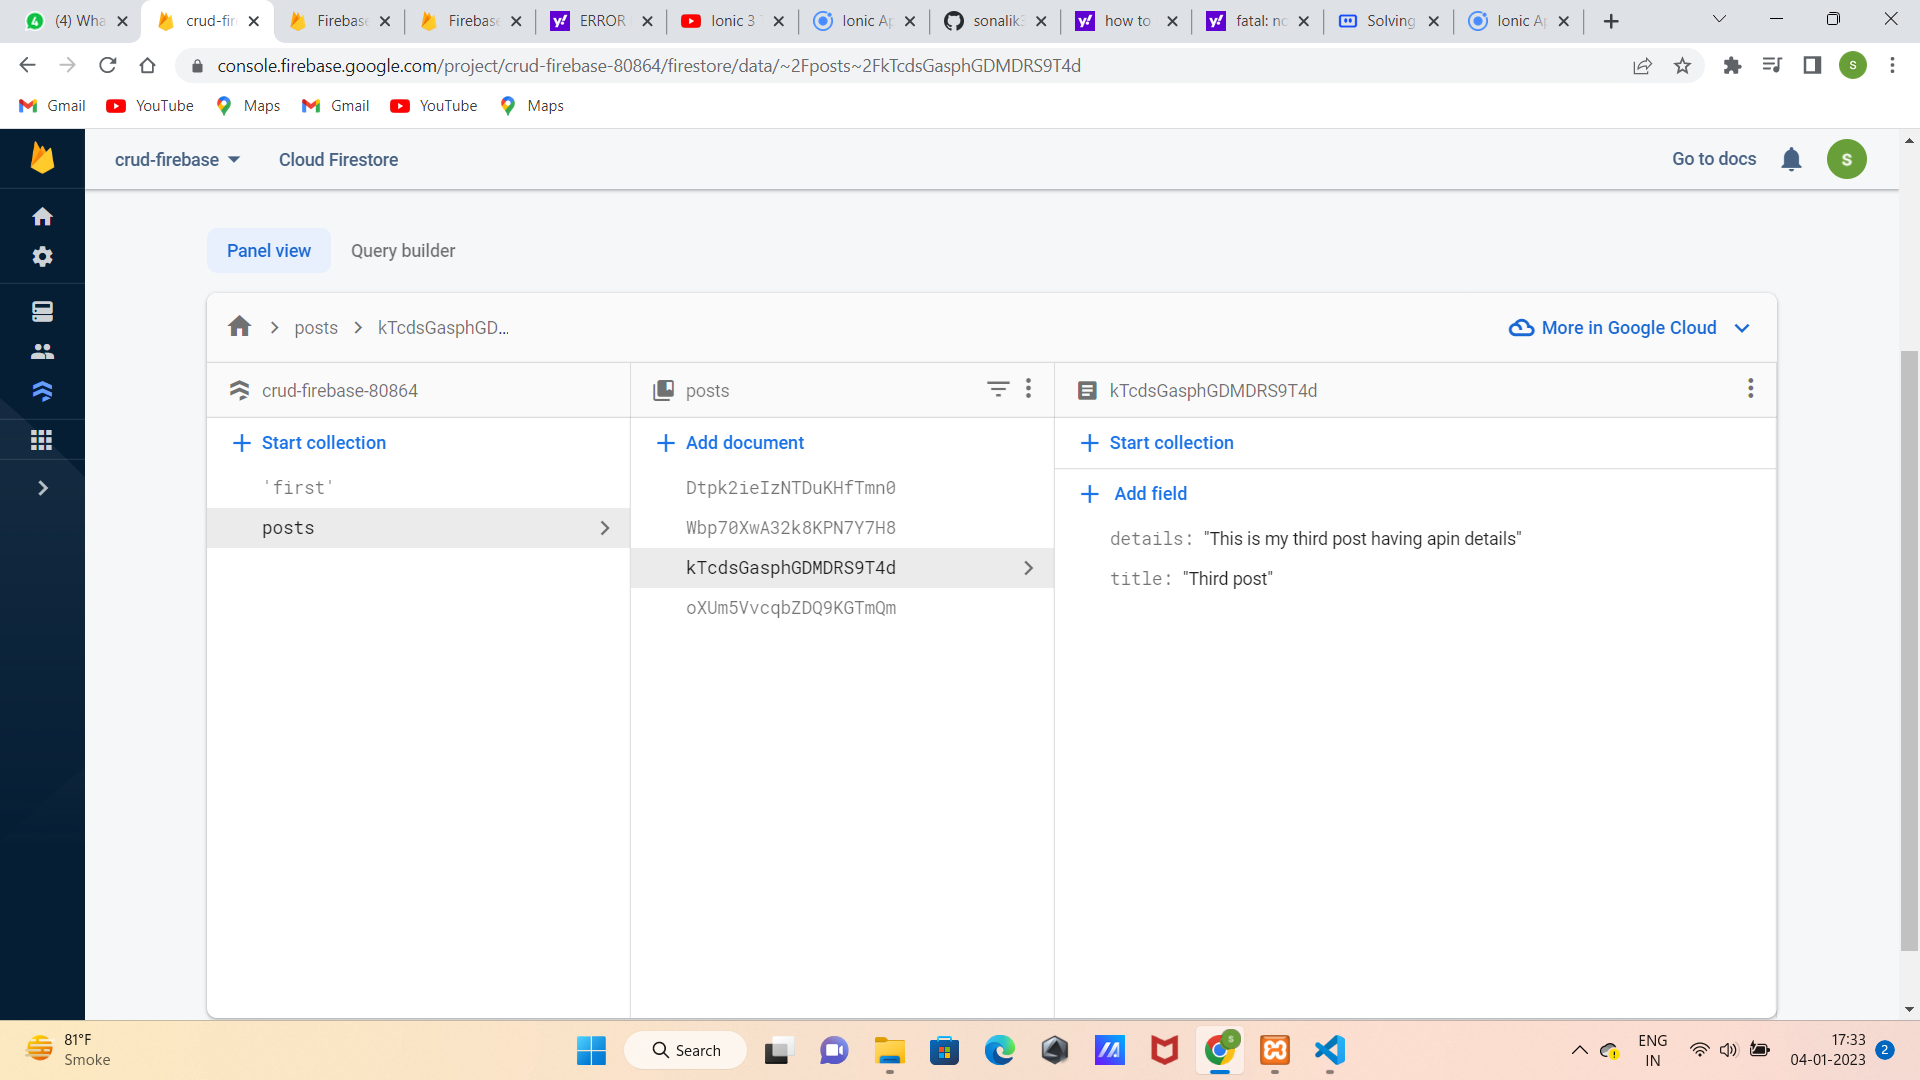 (4) Wha
crud-fir
Firebase
Firebase
ERROR
Ionic 3 T
Ionic Ap
sonalik3
how to
fatal: no
Solving
Ionic Ap
console.firebase.google.com/project/crud-firebase-80864/firestore/data/~2Fposts~2FkTcdsGasphGDMDRS9T4d
s
Gmail
YouTube
Maps
Gmail
YouTube
Maps
crud-firebase
Cloud Firestore
Go to docs
s
Panel view
Query builder
posts
kTcdsGasphGD...
More in Google Cloud
crud-firebase-80864
posts
kTcdsGasphGDMDRS9T4d
Start collection
Add document
Start collection
'first'
posts
Dtpk2ieIzNTDuKHfTmn0
Wbp70XwA32k8KPN7Y7H8
kTcdsGasphGDMDRS9T4d
oXUm5VvcqbZDQ9KGTmQm
Add field
details: "This is my third post having apin details"
title: "Third post"
81°F
Smoke
Search
ENG
IN
17:33
04-01-2023
2